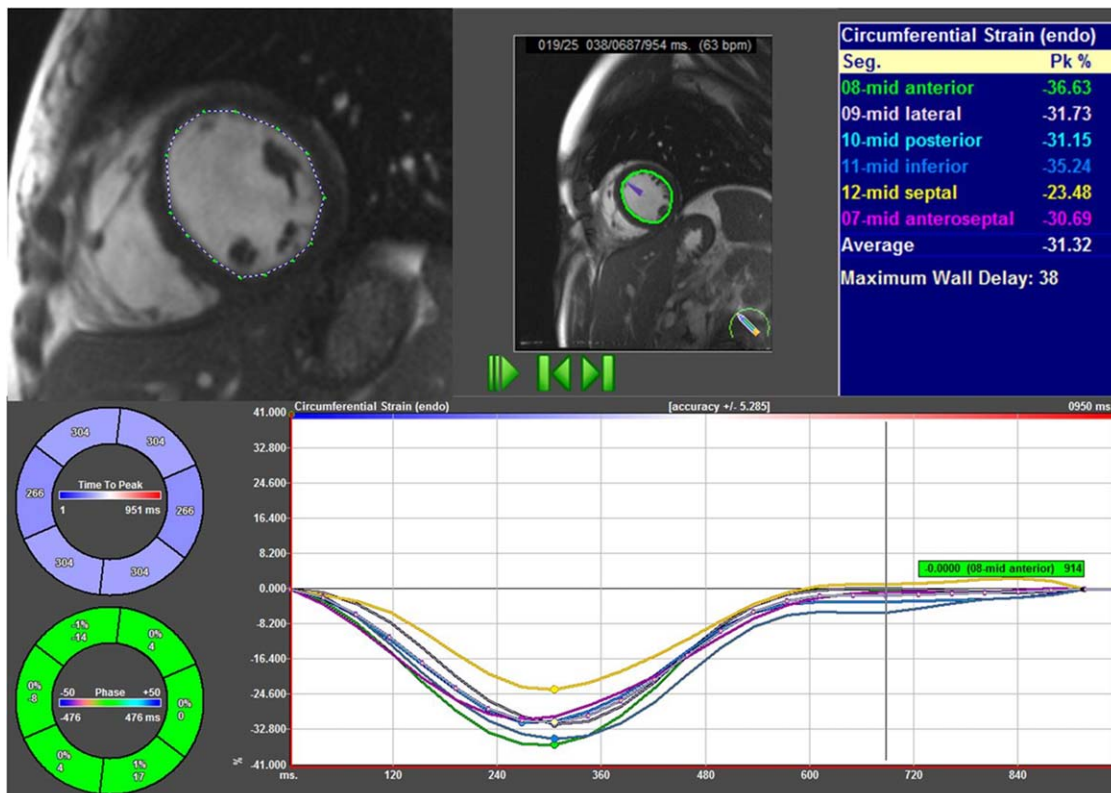 019/25 038/0687/954 ms. (63 bpm)
Circumferential Strain (endo)
Seg. Pk %
08-mid anterior -36.63
09-mid lateral -31.73
10-mid posterior -31.15
11-mid inferior -35.24
12-mid septal -23.48
07-mid anteroseptal -30.69
Average -31.32
Maximum Wall Delay: 38
304 304
266 266
304 304
Time To Peak
1 951 ms
-1% 0%
-14 4
0% 0%
-8 0
0% 1%
4 17
-50 Phase +50
-476 476 ms
Circumferential Strain (endo) [accuracy +/- 5.285] 0950 ms
41.000
32.800
24.600
16.400
8.200
0.000
-8.200
-16.400
-24.600
-32.800
-41.000
%
-0.0000 (08-mid anterior) 914
ms. 120 240 360 480 600 720 840